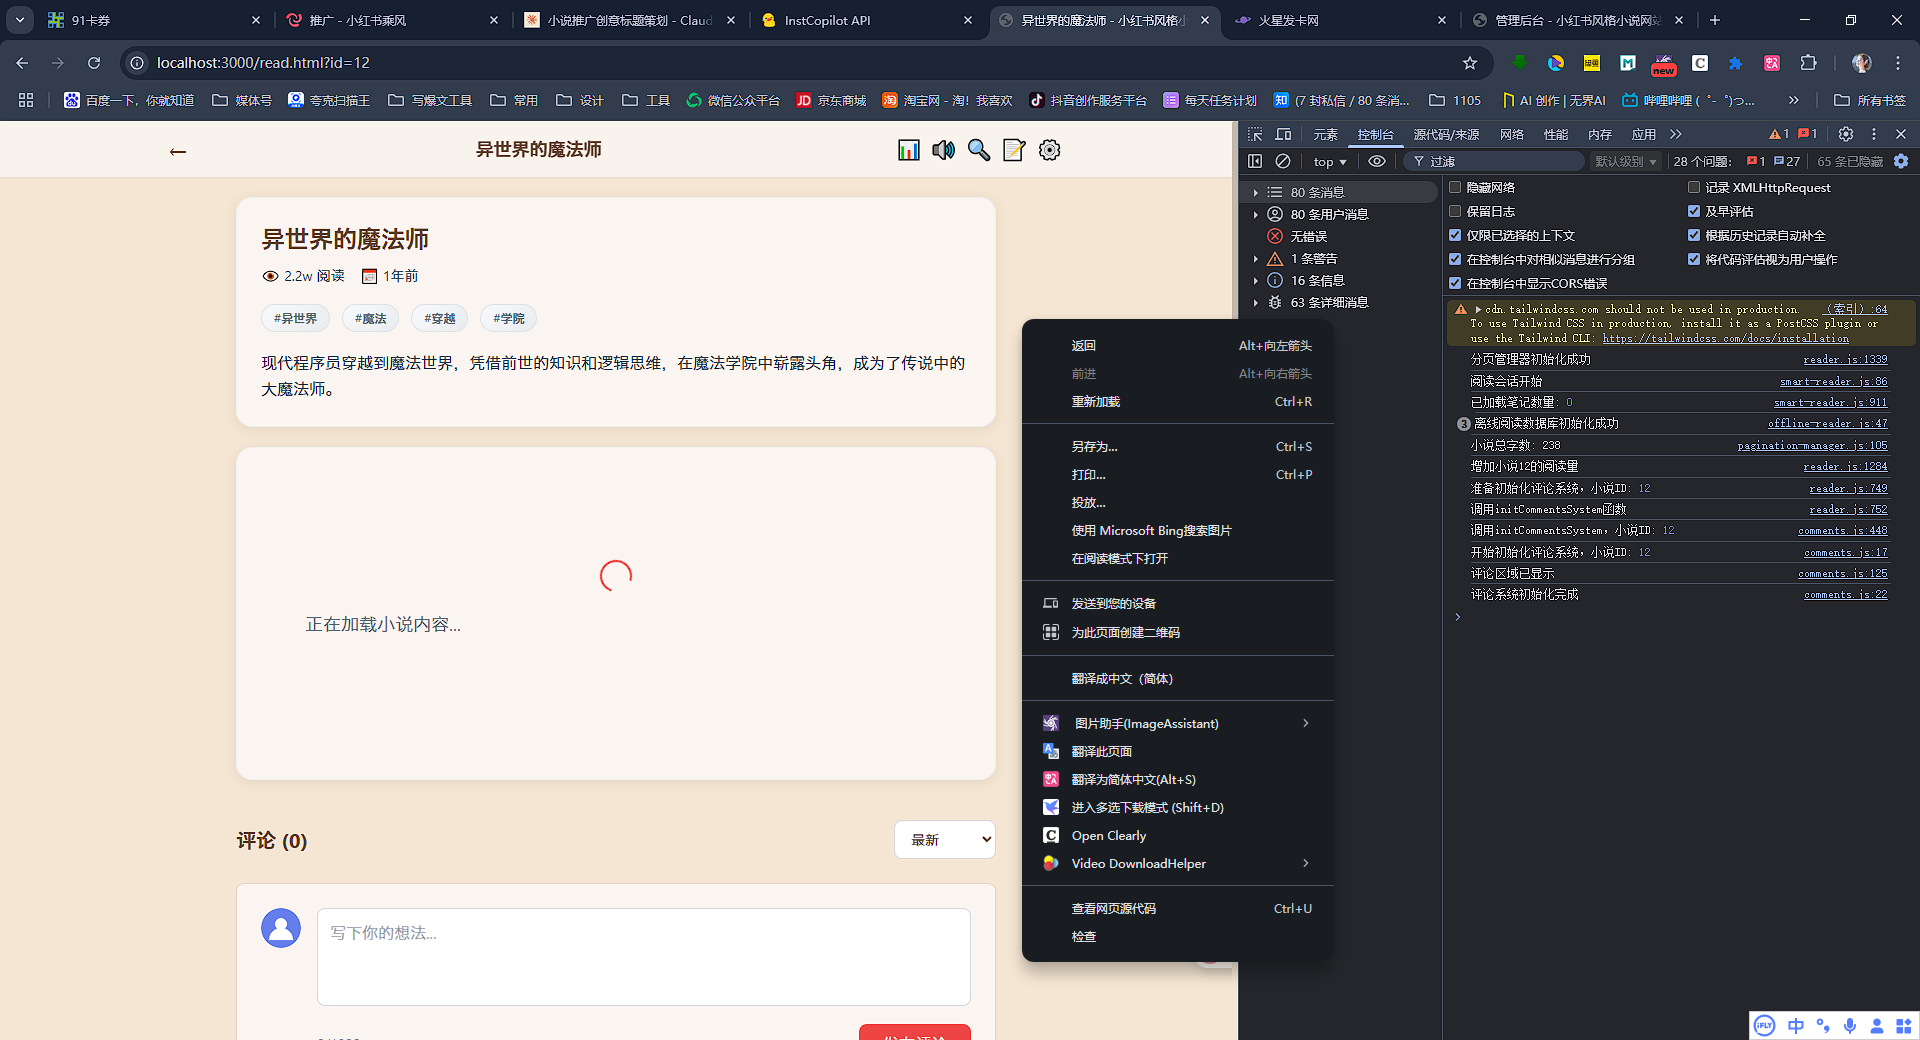 91卡券
推广 - 小红书乘风
小说推广创意标题策划 - Claud
InstCopilot API
异世界的魔法师 - 小红书风格小
火星发卡网
管理后台 - 小红书风格小说网站
localhost:3000/read.html?id=12
new
百度一下，你就知道
媒体号
夸克扫描王
写爆文工具
常用
设计
工具
微信公众平台
京东商城
淘宝网 - 淘！我喜欢
抖音创作服务平台
每天任务计划
(7 封私信 / 80 条消...
1105
AI 创作 | 无界AI
哔哩哔哩 ( ゜- ゜)つ...
所有书签
异世界的魔法师
异世界的魔法师
2.2w 阅读
1年前
#异世界
#魔法
#穿越
#学院
现代程序员穿越到魔法世界，凭借前世的知识和逻辑思维，在魔法学院中崭露头角，成为了传说中的
大魔法师。
正在加载小说内容...
评论 (0)
最新
写下你的想法...
返回 Alt+向左箭头
前进 Alt+向右箭头
重新加载 Ctrl+R
另存为... Ctrl+S
打印... Ctrl+P
投放...
使用 Microsoft Bing搜索图片
在阅读模式下打开
发送到您的设备
为此页面创建二维码
翻译成中文（简体）
图片助手(ImageAssistant)
翻译此页面
翻译为简体中文(Alt+S)
进入多选下载模式 (Shift+D)
Open Clearly
Video DownloadHelper
查看网页源代码 Ctrl+U
检查
元素
控制台
源代码/来源
网络
性能
内存
应用
1
1
top
过滤
默认级别
28 个问题:
1
27
65 条已隐藏
80 条消息
80 条用户消息
无错误
1 条警告
16 条信息
63 条详细消息
隐藏网络
记录 XMLHttpRequest
保留日志
及早评估
仅限已选择的上下文
根据历史记录自动补全
在控制台中对相似消息进行分组
将代码评估视为用户操作
在控制台中显示CORS错误
cdn.tailwindcss.com should not be used in production. （索引）:64
To use Tailwind CSS in production, install it as a PostCSS plugin or
use the Tailwind CLI: https://tailwindcss.com/docs/installation
分页管理器初始化成功 reader.js:1339
阅读会话开始 smart-reader.js:86
已加载笔记数量: 0 smart-reader.js:911
3 离线阅读数据库初始化成功 offline-reader.js:47
小说总字数: 238 pagination-manager.js:105
增加小说12的阅读量 reader.js:1284
准备初始化评论系统，小说ID: 12 reader.js:749
调用initCommentsSystem函数 reader.js:752
调用initCommentsSystem，小说ID: 12 comments.js:448
开始初始化评论系统，小说ID: 12 comments.js:17
评论区域已显示 comments.js:125
评论系统初始化完成 comments.js:22
iFLY
中